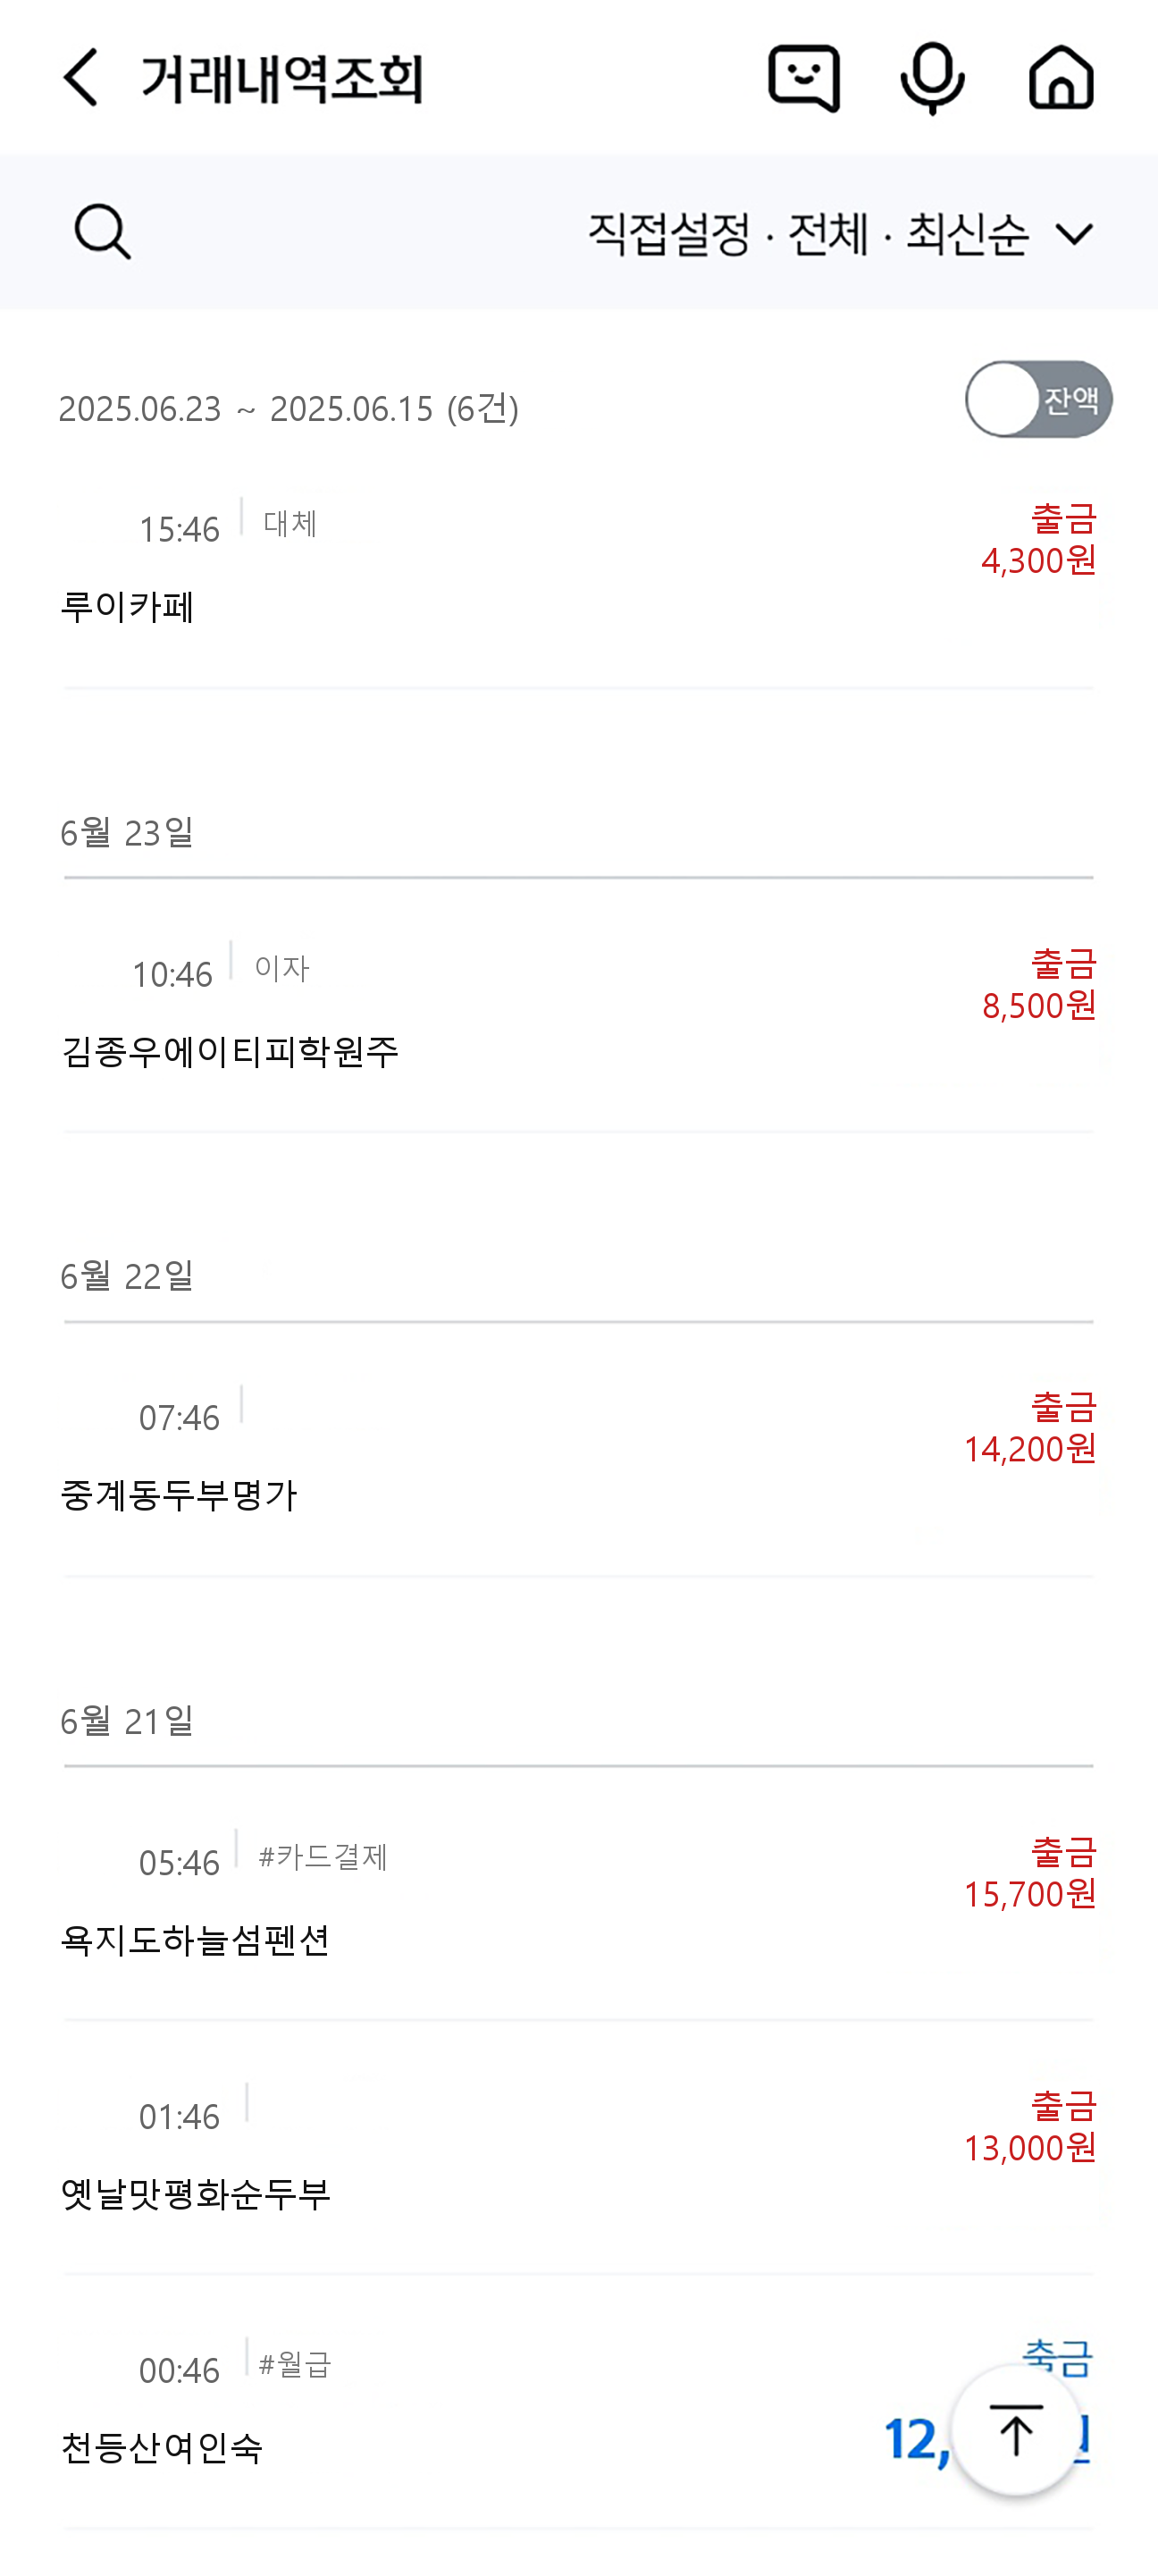 거래내역조회
직접설정 · 전체 · 최신순
2025.06.23 ~ 2025.06.15 (6건)
잔액
15:46 대체
출금
4,300원
루이카페
6월 23일
10:46 이자
출금
8,500원
김종우에이티피학원주
6월 22일
07:46
출금
14,200원
중계동두부명가
6월 21일
05:46 #카드결제
출금
15,700원
욕지도하늘섬펜션
01:46
출금
13,000원
옛날맛평화순두부
00:46 #월급
12,
천등산여인숙